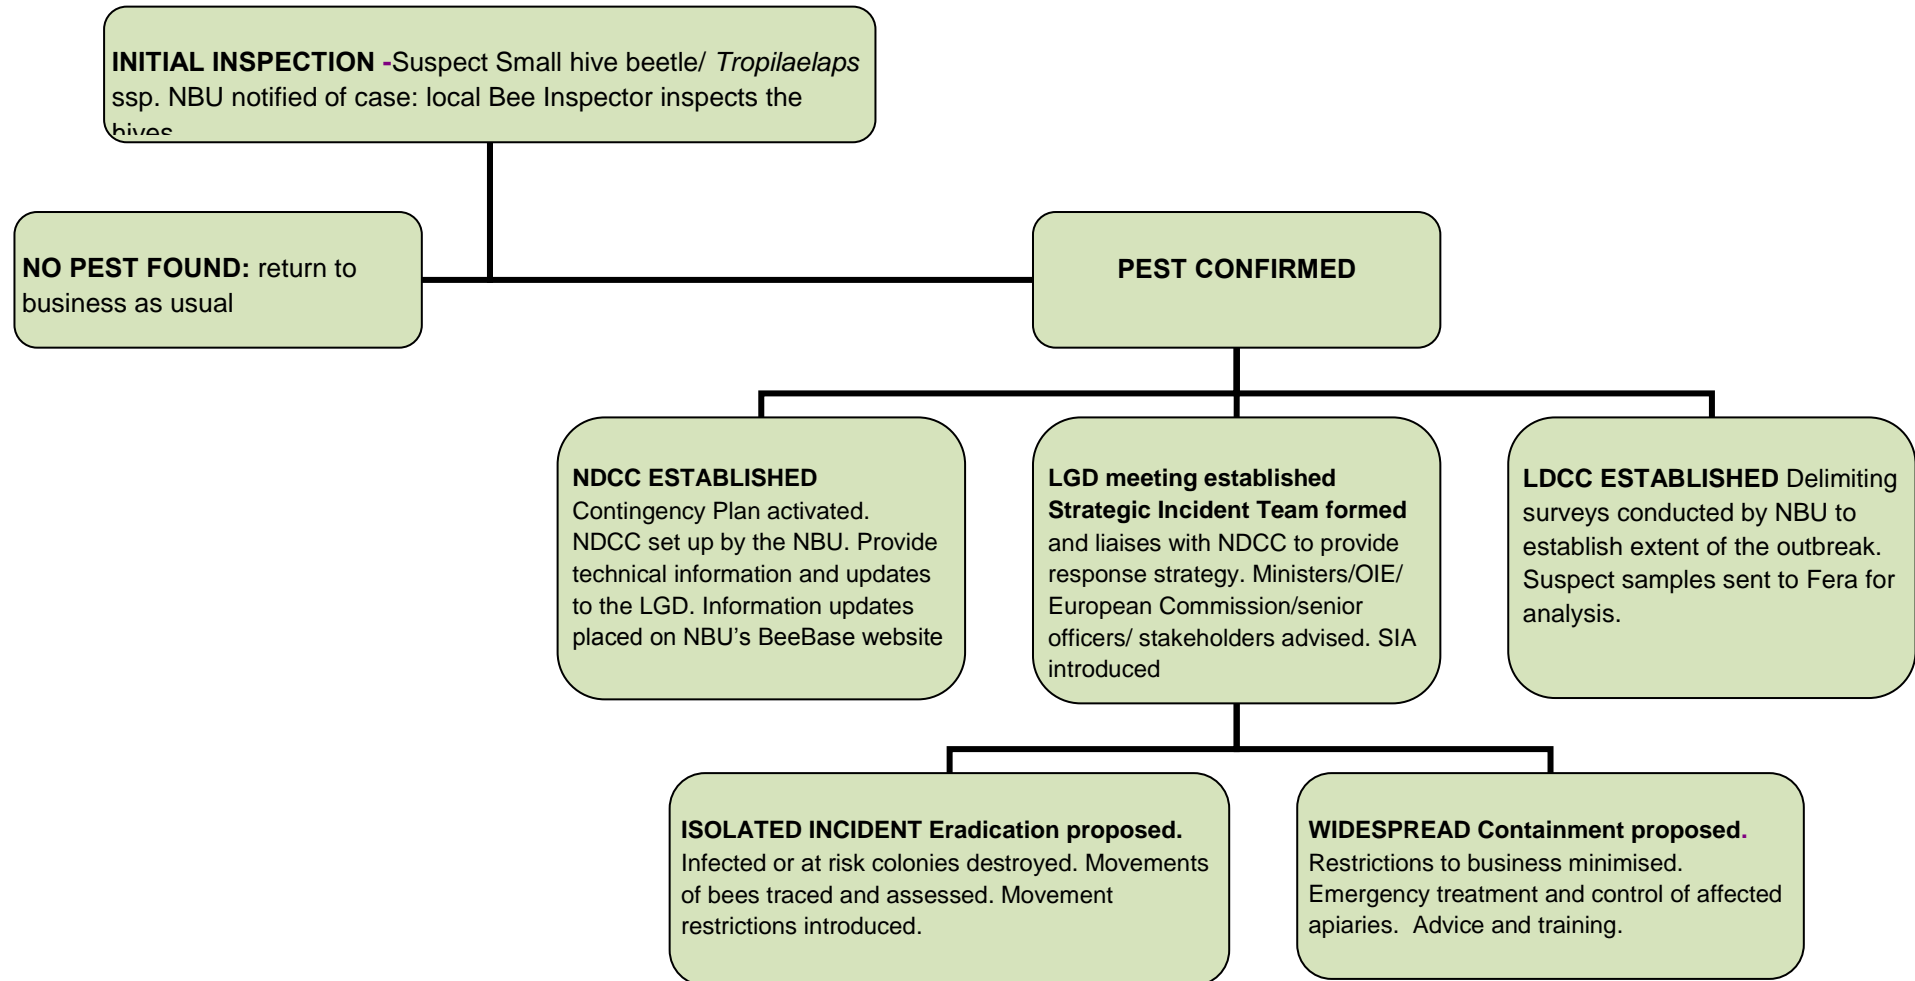 INITIAL INSPECTION -Suspect Small hive beetle/ Tropilaelaps
ssp. NBU notified of case: local Bee Inspector inspects the
hives
NO PEST FOUND: return to
business as usual
PEST CONFIRMED
NDCC ESTABLISHED
Contingency Plan activated.
NDCC set up by the NBU. Provide
technical information and updates
to the LGD. Information updates
placed on NBU's BeeBase website
LGD meeting established
Strategic Incident Team formed
and liaises with NDCC to provide
response strategy. Ministers/OIE/
European Commission/senior
officers/ stakeholders advised. SIA
introduced
LDCC ESTABLISHED Delimiting
surveys conducted by NBU to
establish extent of the outbreak.
Suspect samples sent to Fera for
analysis.
ISOLATED INCIDENT Eradication proposed.
Infected or at risk colonies destroyed. Movements
of bees traced and assessed. Movement
restrictions introduced.
WIDESPREAD Containment proposed.
Restrictions to business minimised.
Emergency treatment and control of affected
apiaries.  Advice and training.